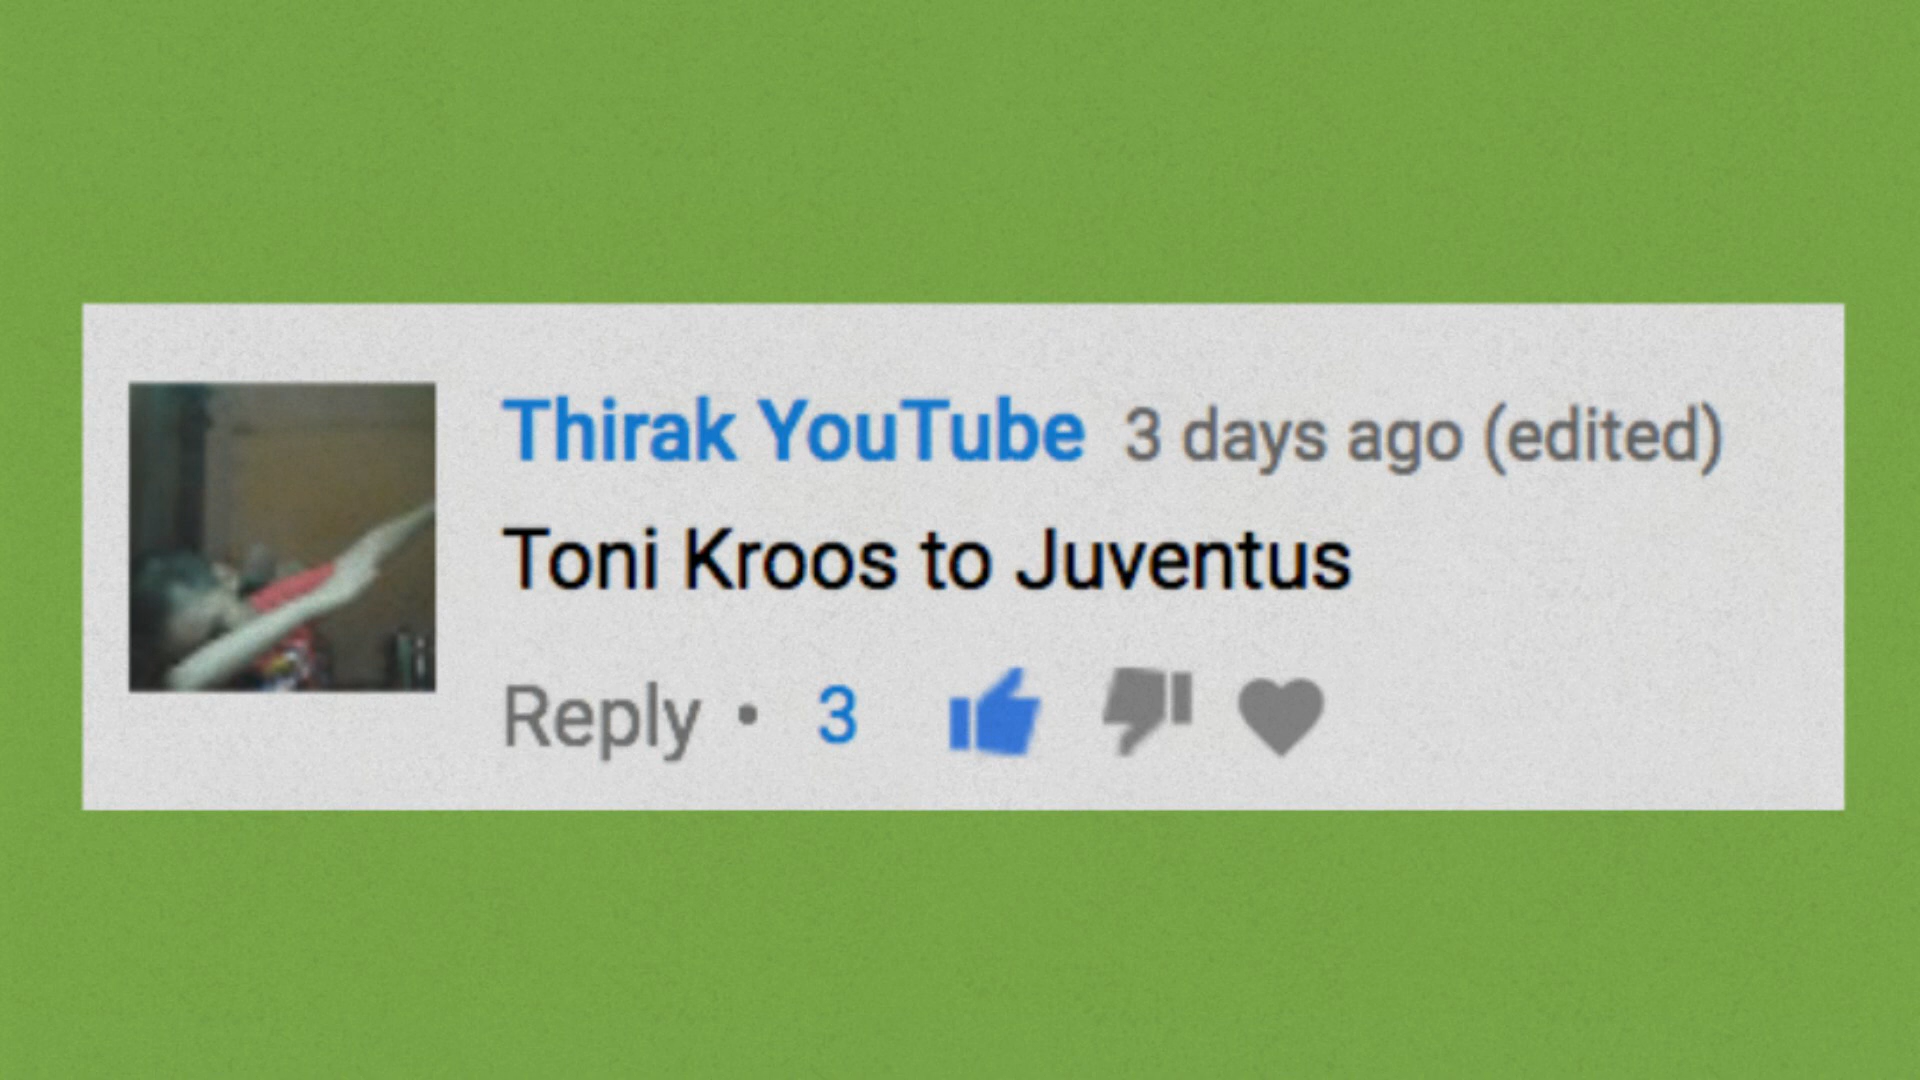 Thirak YouTube 3 days ago (edited)
Toni Kroos to Juventus
Reply • 3